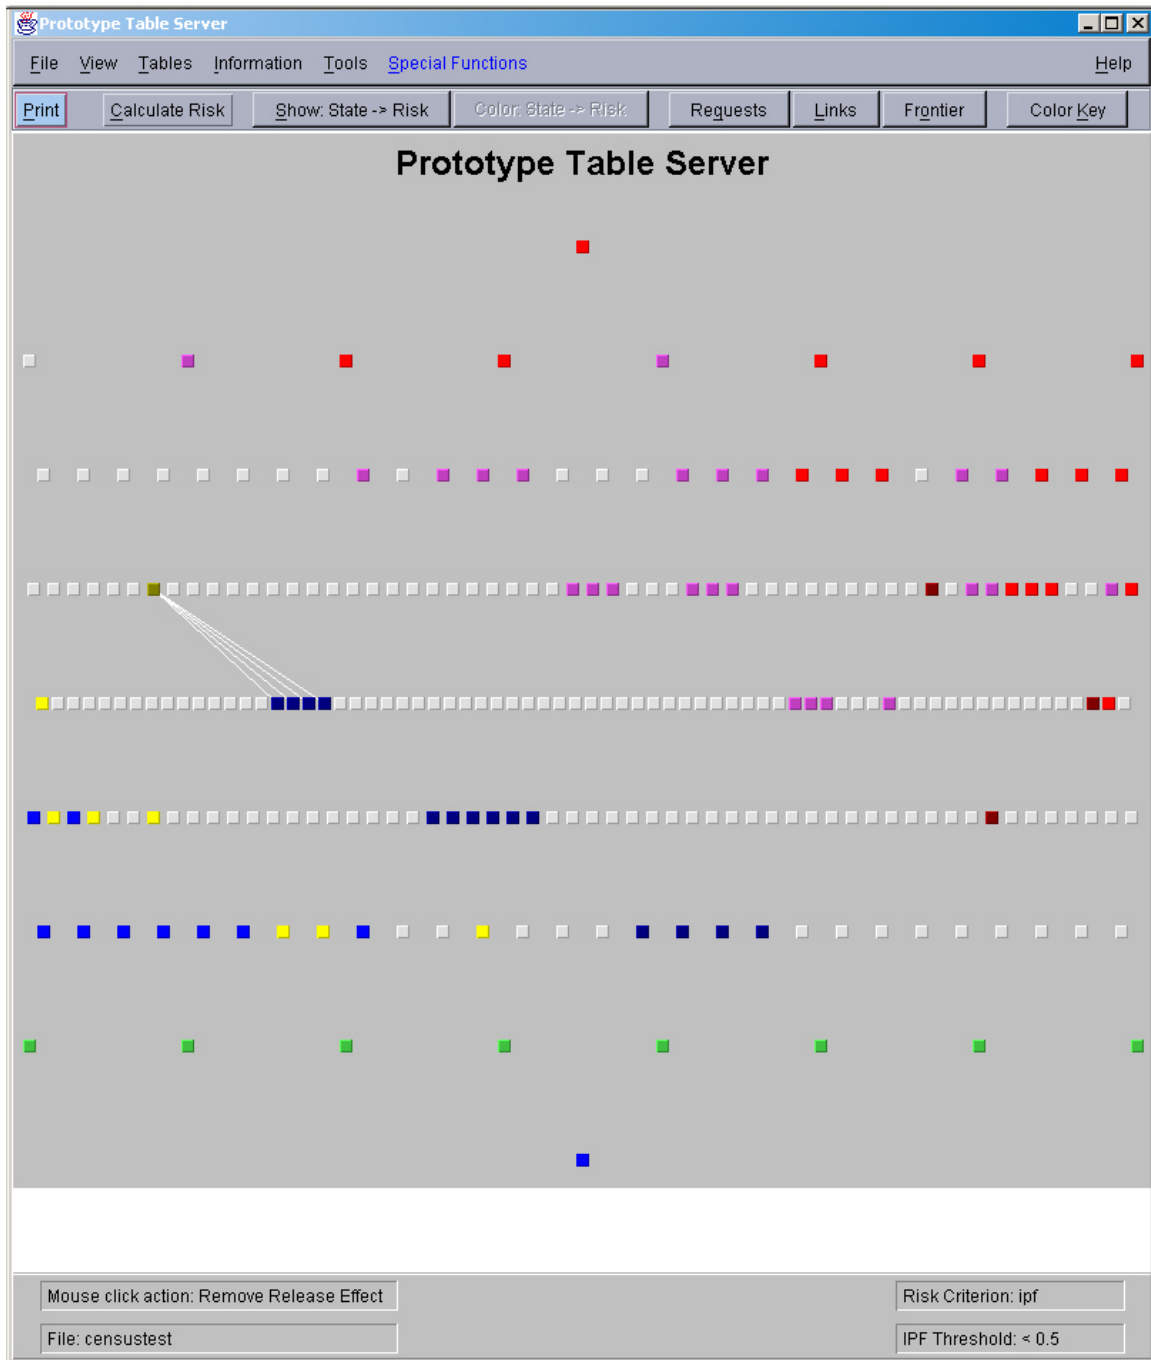 Prototype Table Server
File View Tables Information Tools Special Functions Help
Print Calculate Risk Show: State -> Risk Color: State -> Risk Requests Links Frontier Color Key
Prototype Table Server
Mouse click action: Remove Release Effect Risk Criterion: ipf
File: censustest IPF Threshold: < 0.5